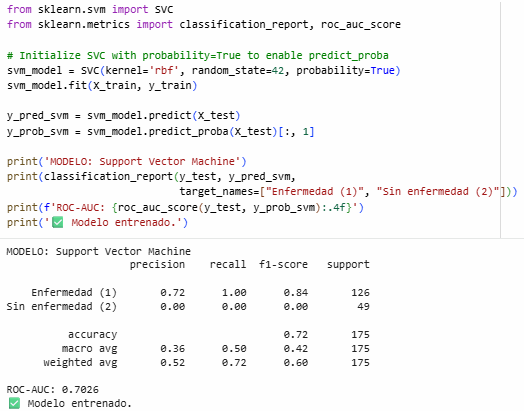 from sklearn.svm import SVC
from sklearn.metrics import classification_report, roc_auc_score

# Initialize SVC with probability=True to enable predict_proba
svm_model = SVC(kernel='rbf', random_state=42, probability=True)
svm_model.fit(X_train, y_train)

y_pred_svm = svm_model.predict(X_test)
y_prob_svm = svm_model.predict_proba(X_test)[:, 1]

print('MODELO: Support Vector Machine')
print(classification_report(y_test, y_pred_svm,
                            target_names=["Enfermedad (1)", "Sin enfermedad (2)"]))
print(f'ROC-AUC: {roc_auc_score(y_test, y_prob_svm):.4f}')
print('✅ Modelo entrenado.')

MODELO: Support Vector Machine
                    precision    recall  f1-score   support

    Enfermedad (1)       0.72      1.00      0.84       126
Sin enfermedad (2)       0.00      0.00      0.00        49

          accuracy                           0.72       175
         macro avg       0.36      0.50      0.42       175
      weighted avg       0.52      0.72      0.60       175

ROC-AUC: 0.7026
✅ Modelo entrenado.